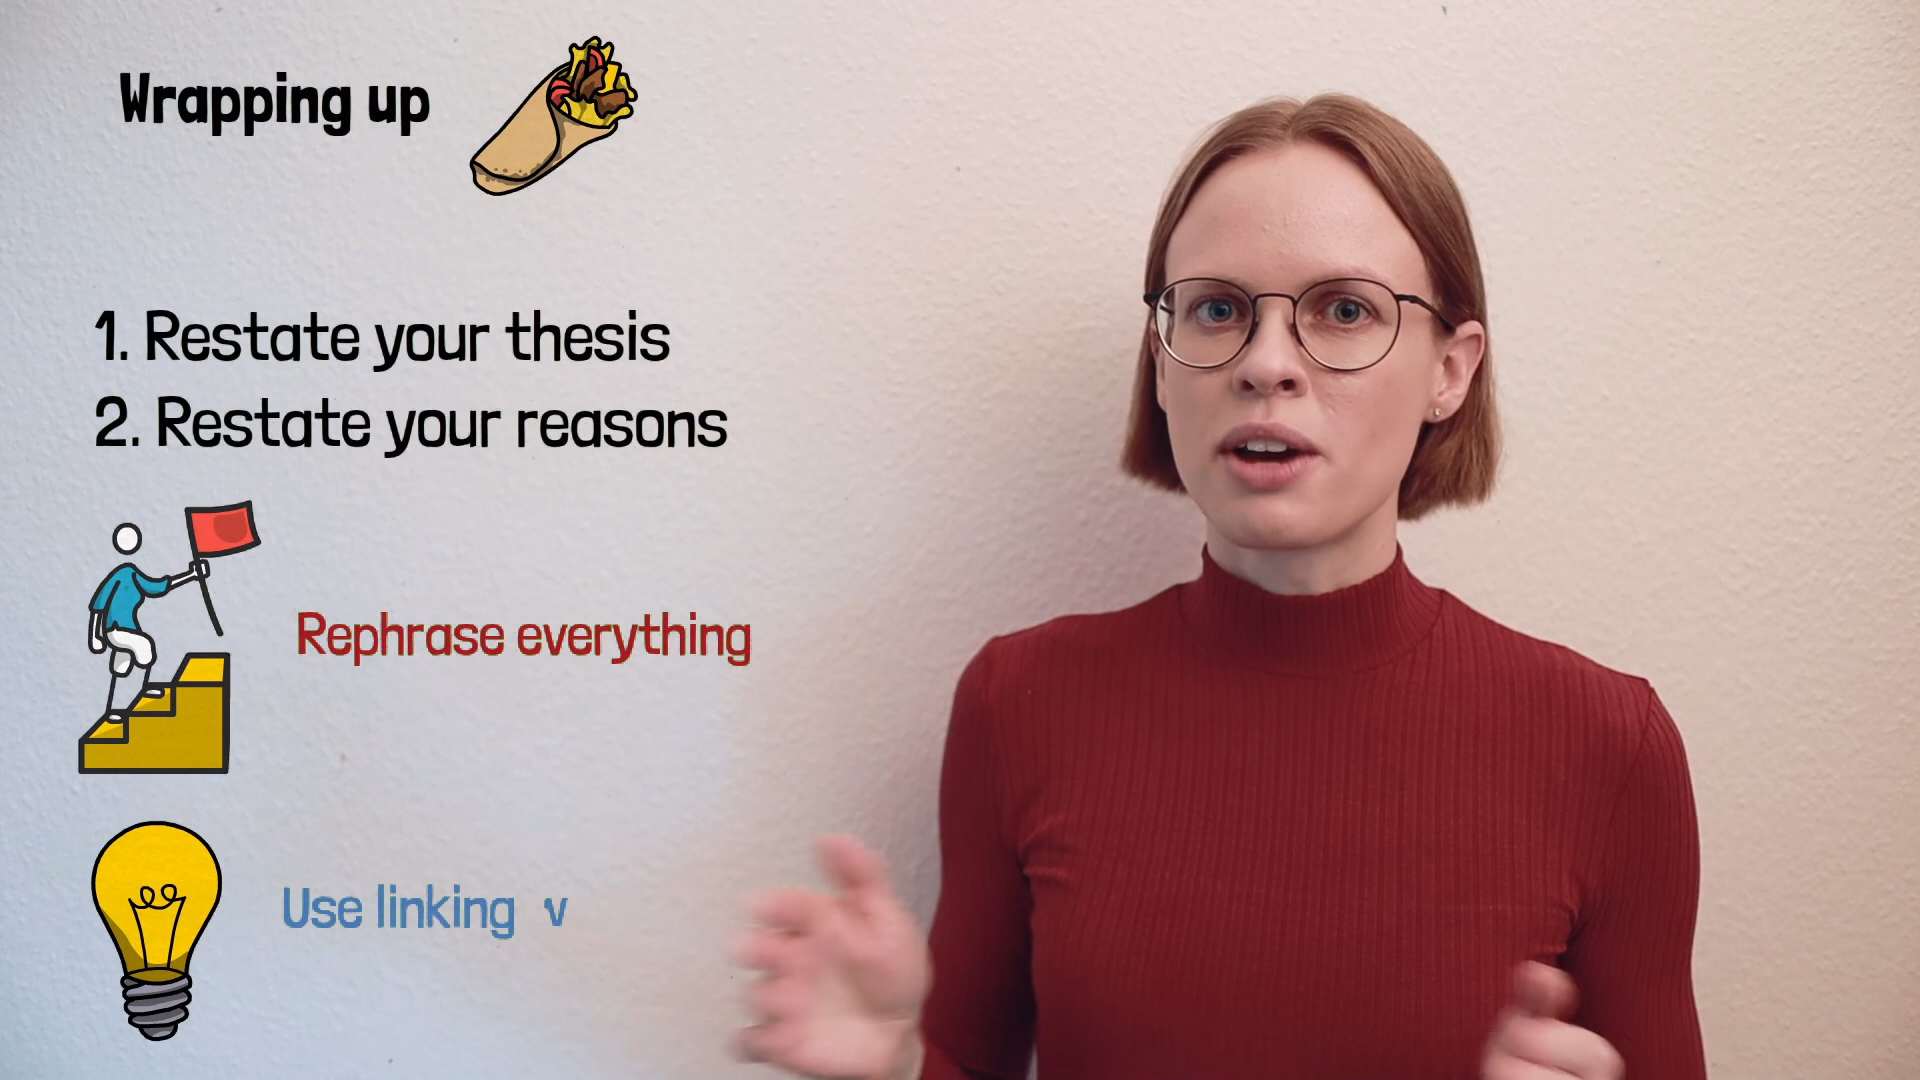 Wrapping up
1. Restate your thesis
2. Restate your reasons
Rephrase everything
Use linking v